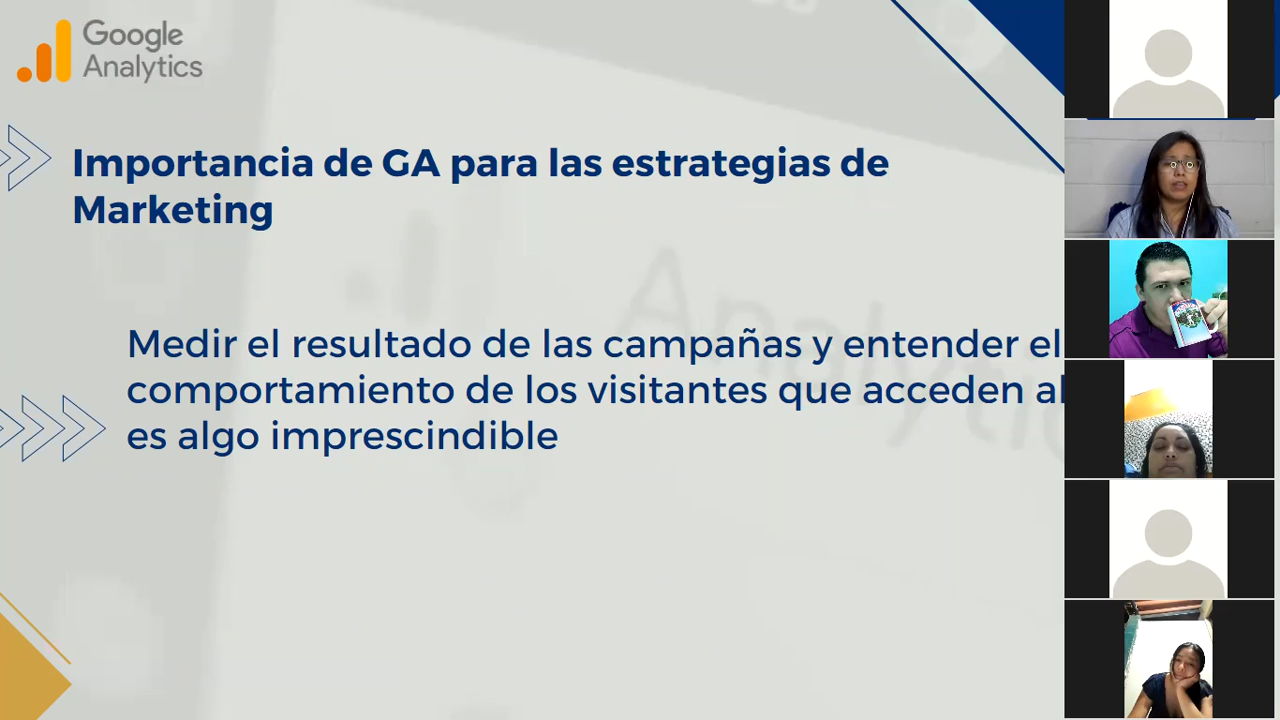 Google
Analytics
Importancia de GA para las estrategias de
Marketing
Medir el resultado de las campañas y entender el
comportamiento de los visitantes que acceden al
es algo imprescindible